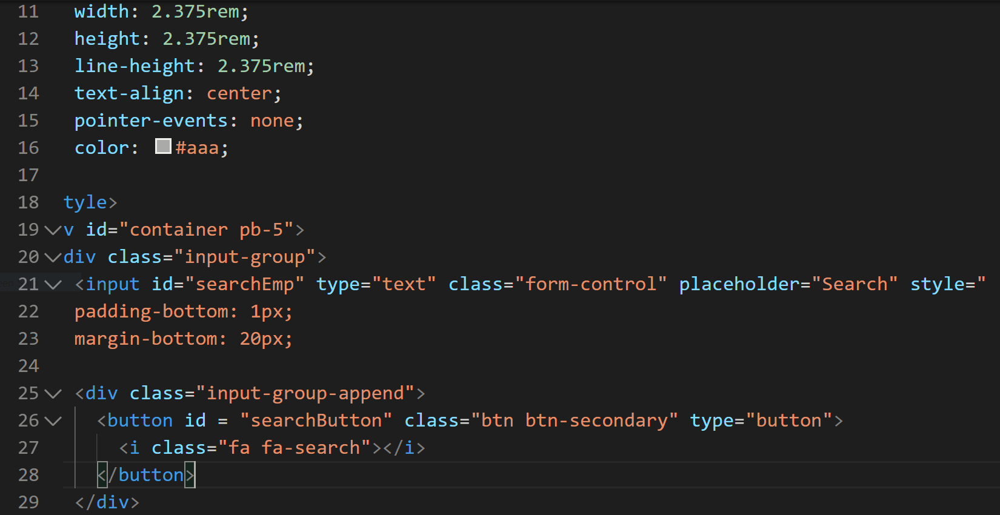 11 width: 2.375rem;
12 height: 2.375rem;
13 line-height: 2.375rem;
14 text-align: center;
15 pointer-events: none;
16 color: #aaa;
17
18 tyle>
19 v id="container pb-5">
20 div class="input-group">
21 <input id="searchEmp" type="text" class="form-control" placeholder="Search" style="
22 padding-bottom: 1px;
23 margin-bottom: 20px;
24
25 <div class="input-group-append">
26 <button id = "searchButton" class="btn btn-secondary" type="button">
27 <i class="fa fa-search"></i>
28 </button>
29 </div>